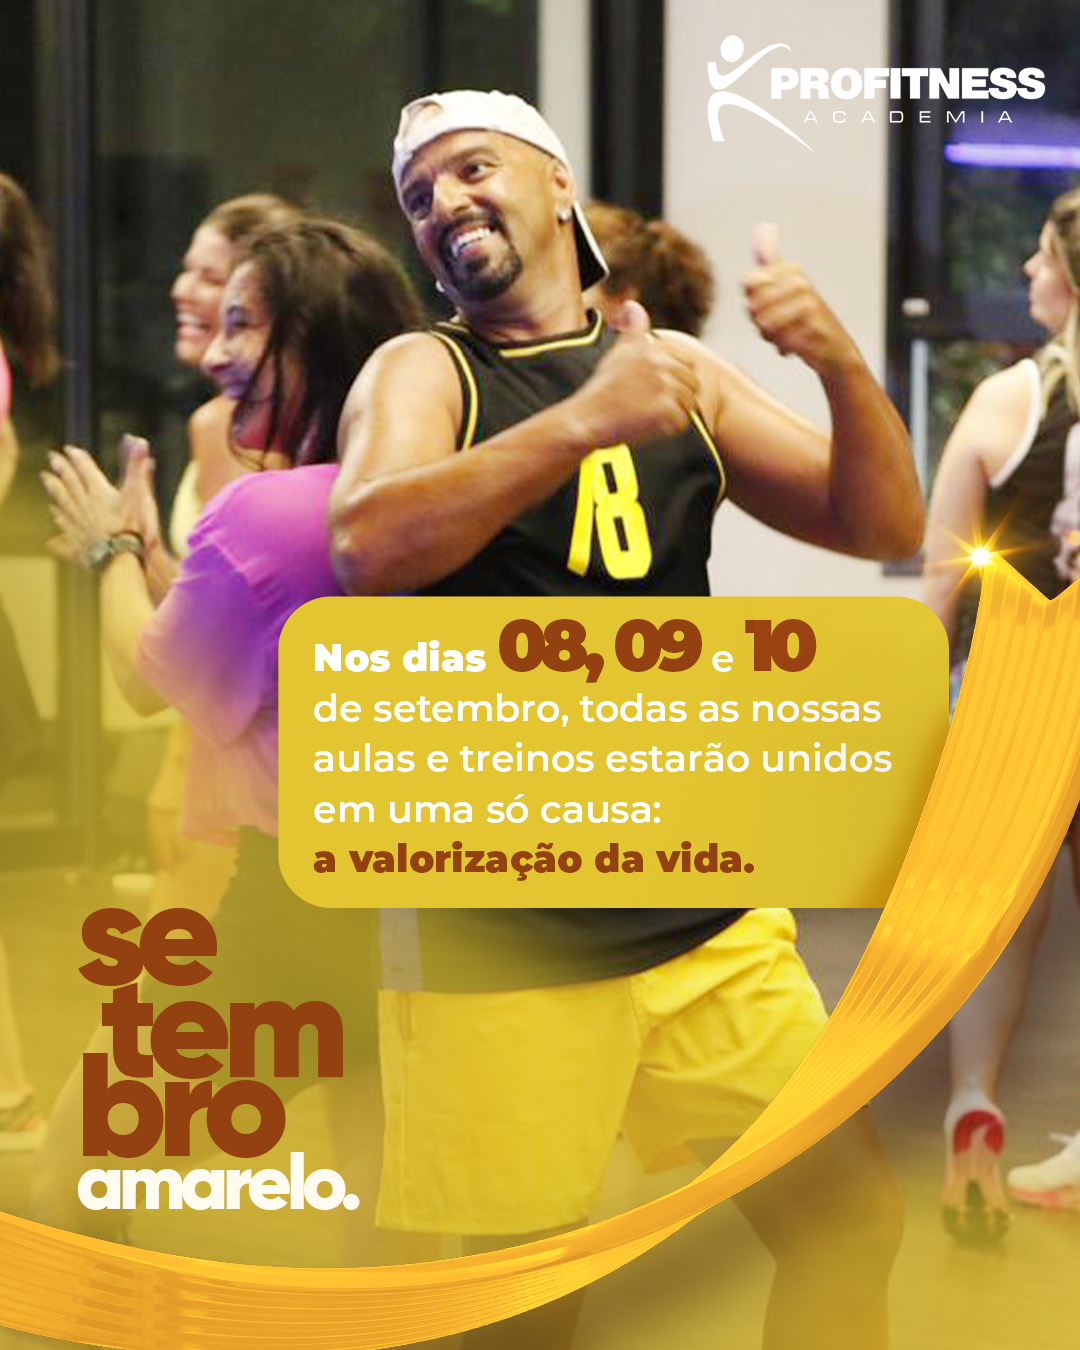 PROFITNESS
ACADEMIA
18
Nos dias 08, 09 e 10
de setembro, todas as nossas
aulas e treinos estarão unidos
em uma só causa:
a valorização da vida.
se
tem
bro
amarelo.